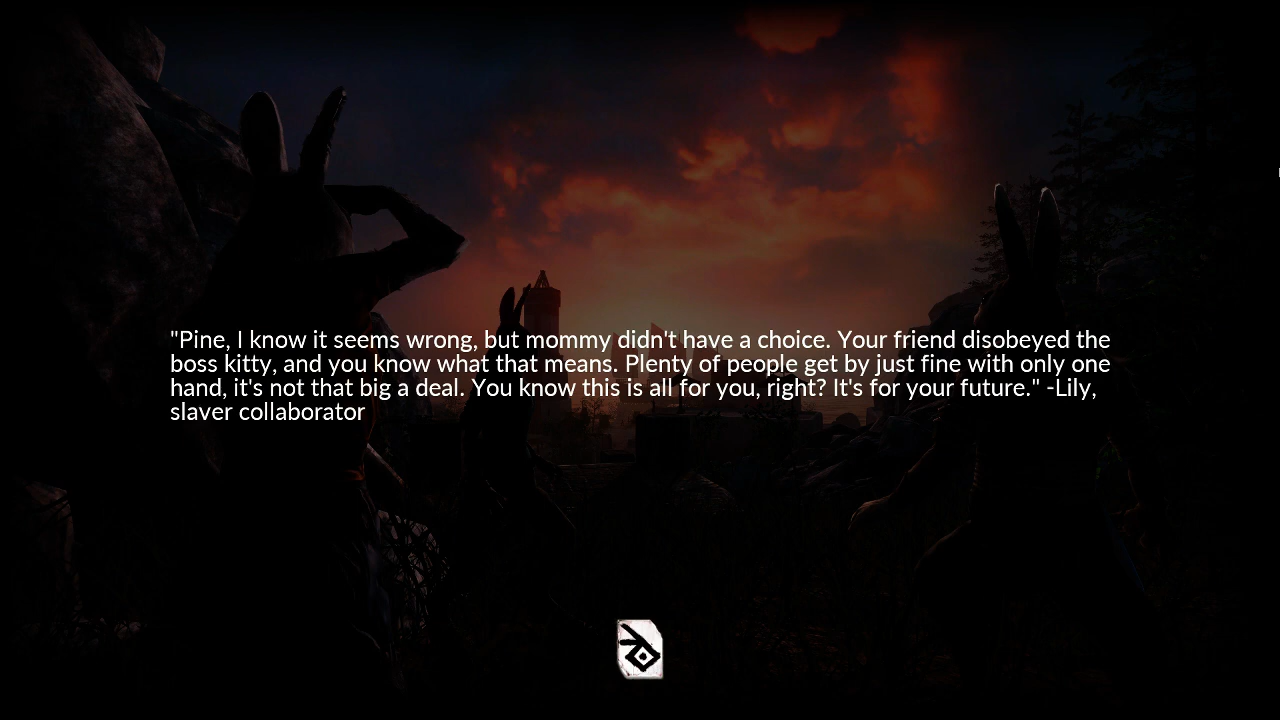 "Pine, I know it seems wrong, but mommy didn't have a choice. Your friend disobeyed the
boss kitty, and you know what that means. Plenty of people get by just fine with only one
hand, it's not that big a deal. You know this is all for you, right? It's for your future." -Lily,
slaver collaborator